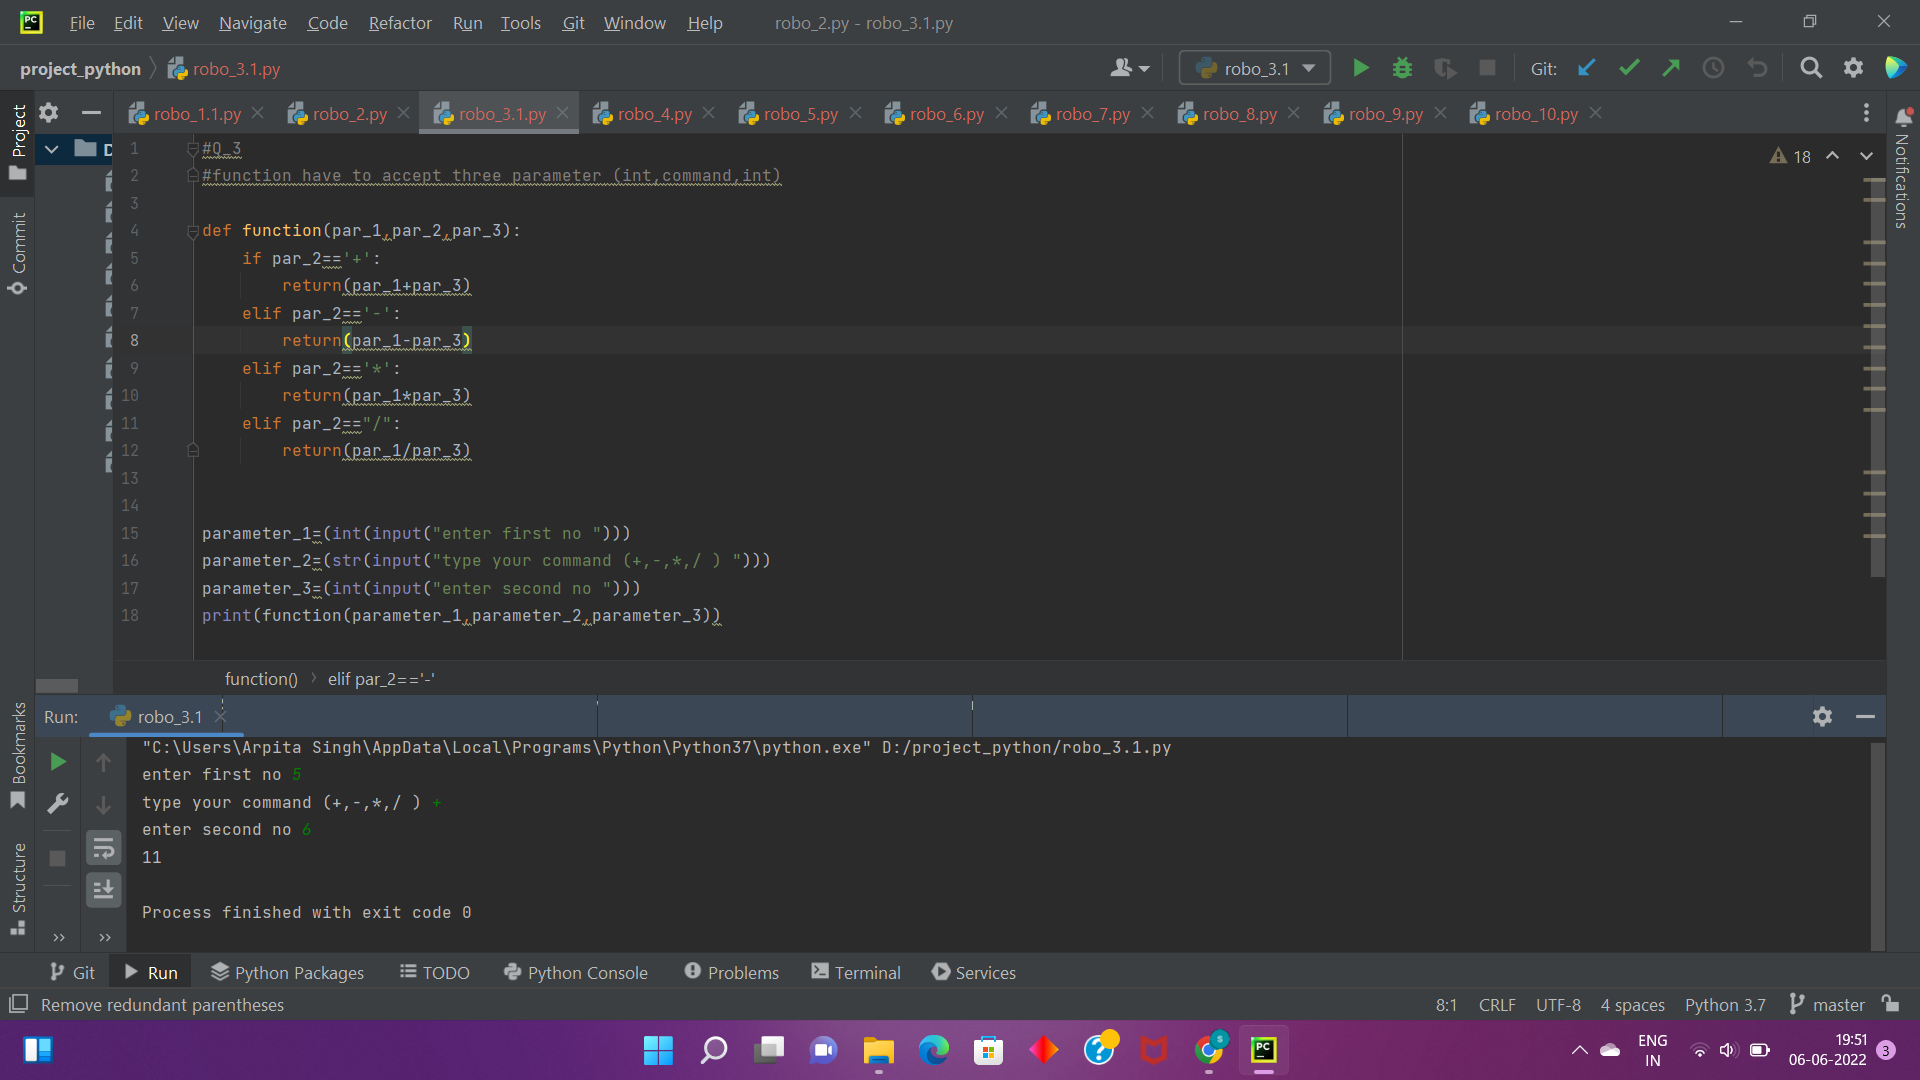 File Edit View Navigate Code Refactor Run Tools Git Window Help robo_2.py - robo_3.1.py
project_python robo_3.1.py robo_3.1 Git:
Project
robo_1.1.py robo_2.py robo_3.1.py robo_4.py robo_5.py robo_6.py robo_7.py robo_8.py robo_9.py robo_10.py
Notifications
Commit
D
18
1 #Q_3
2 #function have to accept three parameter (int,command,int)
3
4 def function(par_1,par_2,par_3):
5 if par_2=='+':
6 return(par_1+par_3)
7 elif par_2=='-':
8 return(par_1-par_3)
9 elif par_2=='*':
10 return(par_1*par_3)
11 elif par_2=="/":
12 return(par_1/par_3)
13
14
15 parameter_1=(int(input("enter first no ")))
16 parameter_2=(str(input("type your command (+,-,*,/ ) ")))
17 parameter_3=(int(input("enter second no ")))
18 print(function(parameter_1,parameter_2,parameter_3))
function() elif par_2=='-'
Run: robo_3.1
Bookmarks
Structure
"C:\Users\Arpita Singh\AppData\Local\Programs\Python\Python37\python.exe" D:/project_python/robo_3.1.py
enter first no 5
type your command (+,-,*,/ ) +
enter second no 6
11
Process finished with exit code 0
Git Run Python Packages TODO Python Console Problems Terminal Services
Remove redundant parentheses 8:1 CRLF UTF-8 4 spaces Python 3.7 master
PC
ENG
IN
19:51
06-06-2022
3